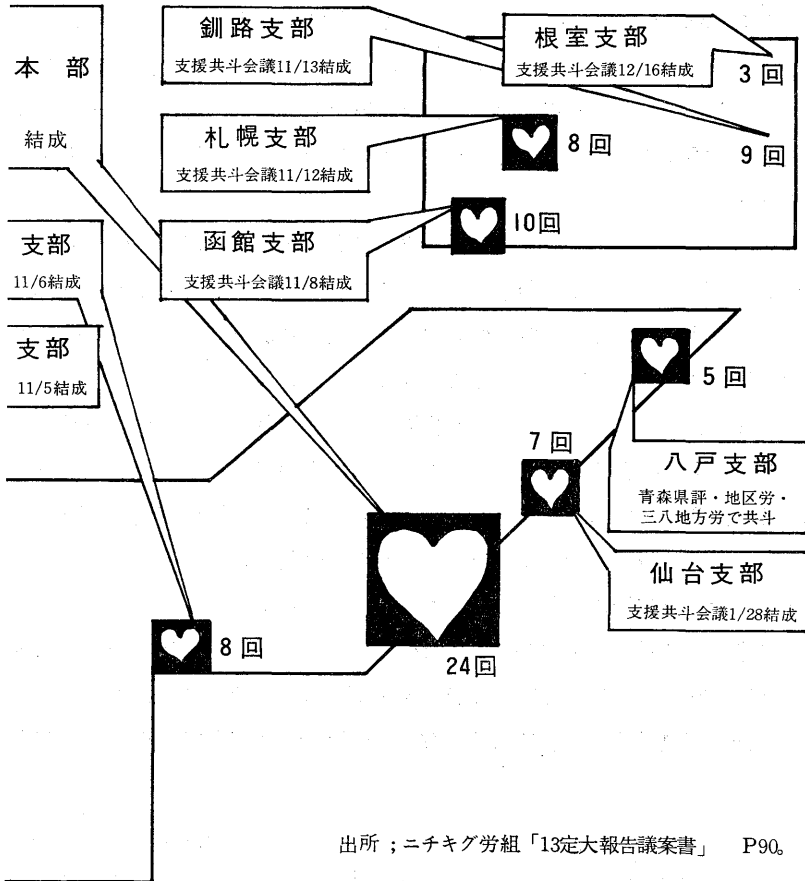 本部
結成
釧路支部
支援共斗会議11/13結成
根室支部
支援共斗会議12/16結成
3回
札幌支部
支援共斗会議11/12結成
8回
9回
支部
11/6結成
函館支部
支援共斗会議11/8結成
10回
支部
11/5結成
5回
7回
八戸支部
青森県評・地区労・
三八地方労で共斗
仙台支部
支援共斗会議1/28結成
8回
24回
出所;ニチキグ労組「13定大報告議案書」 P90。